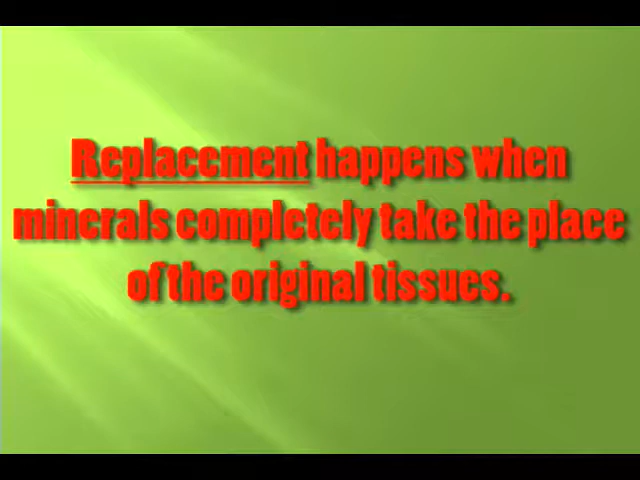 Replacement happens when
minerals completely take the place
of the original tissues.